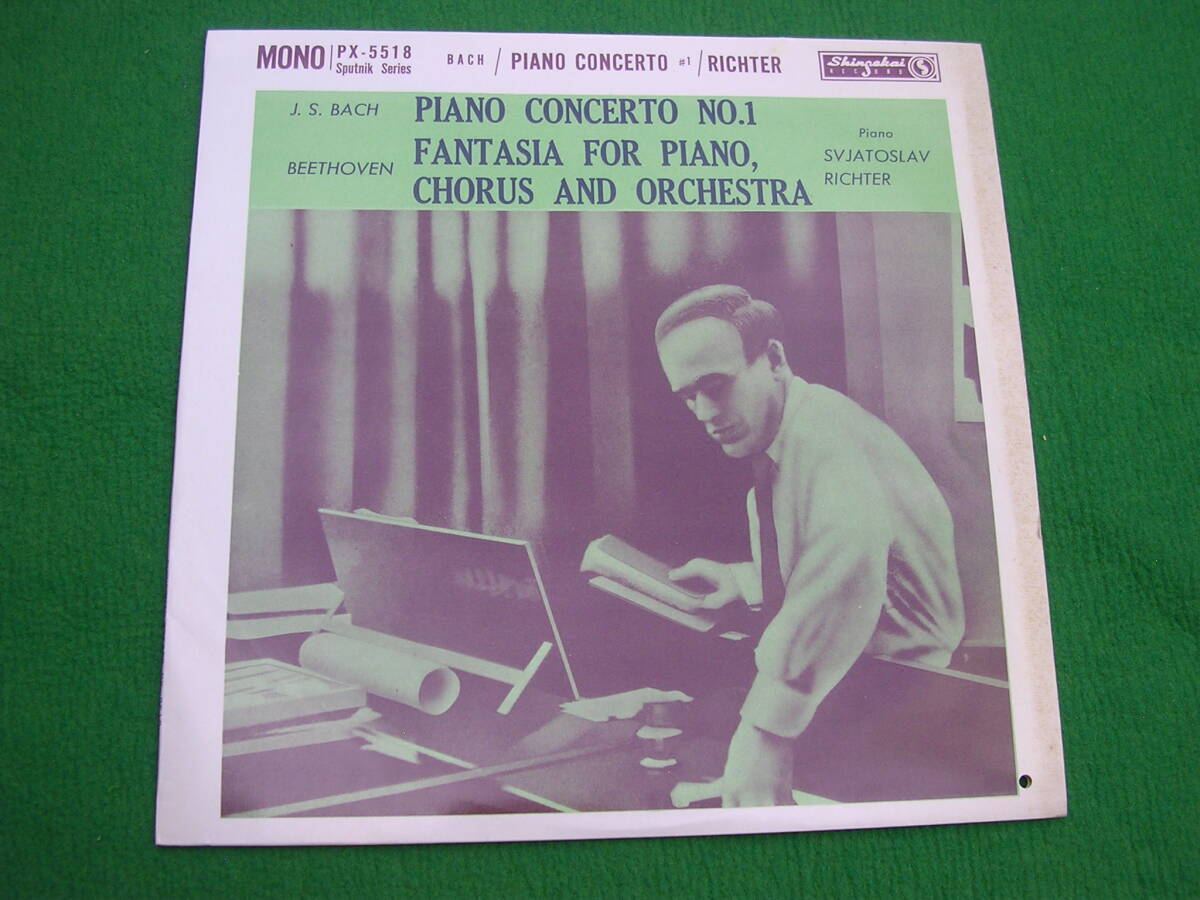 MONO
PX-5518
Sputnik Series
BACH / PIANO CONCERTO #1 / RICHTER
Shinsekai
RECORDS
J. S. BACH
PIANO CONCERTO NO.1
BEETHOVEN
FANTASIA FOR PIANO,
CHORUS AND ORCHESTRA
Piano
SVJATOSLAV
RICHTER